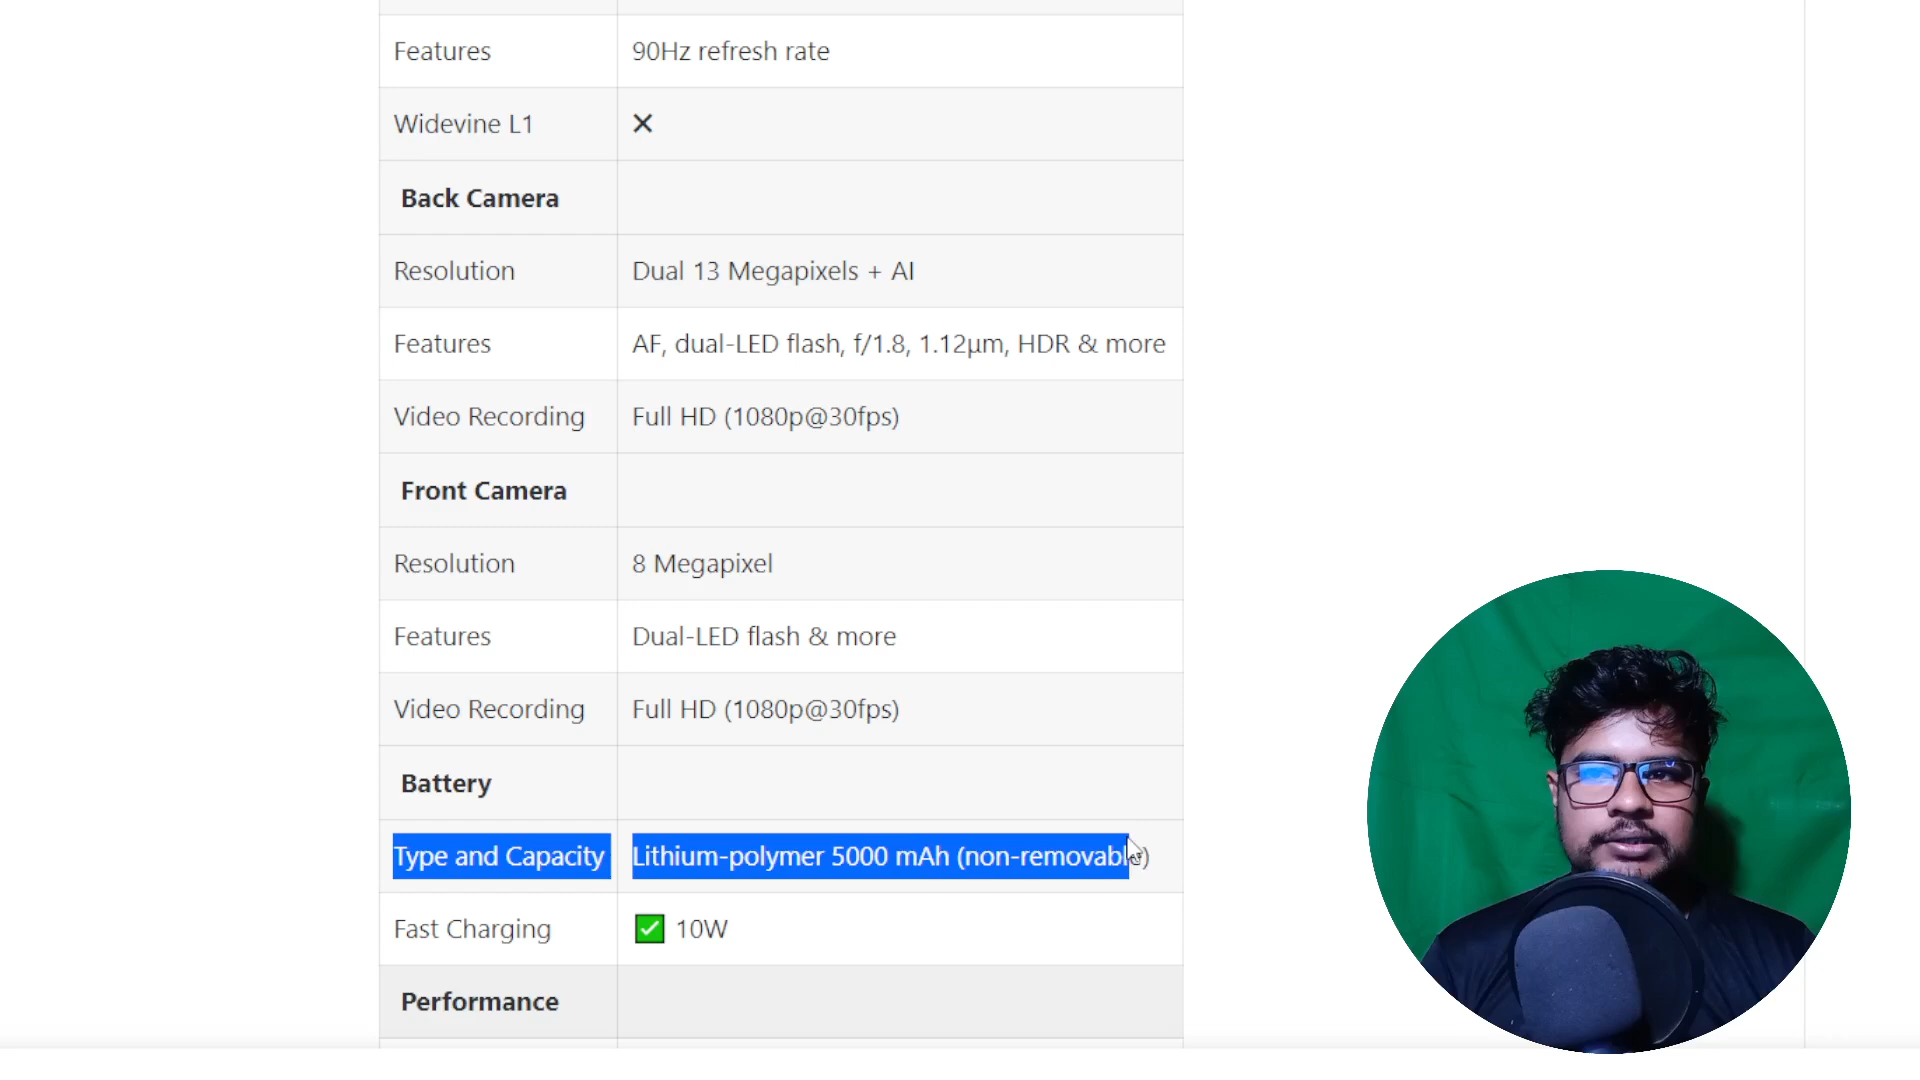 Features 90Hz refresh rate
Widevine L1 ✕
Back Camera
Resolution Dual 13 Megapixels + AI
Features AF, dual-LED flash, f/1.8, 1.12μm, HDR & more
Video Recording Full HD (1080p@30fps)
Front Camera
Resolution 8 Megapixel
Features Dual-LED flash & more
Video Recording Full HD (1080p@30fps)
Battery
Type and Capacity Lithium-polymer 5000 mAh (non-removable)
Fast Charging ✅ 10W
Performance